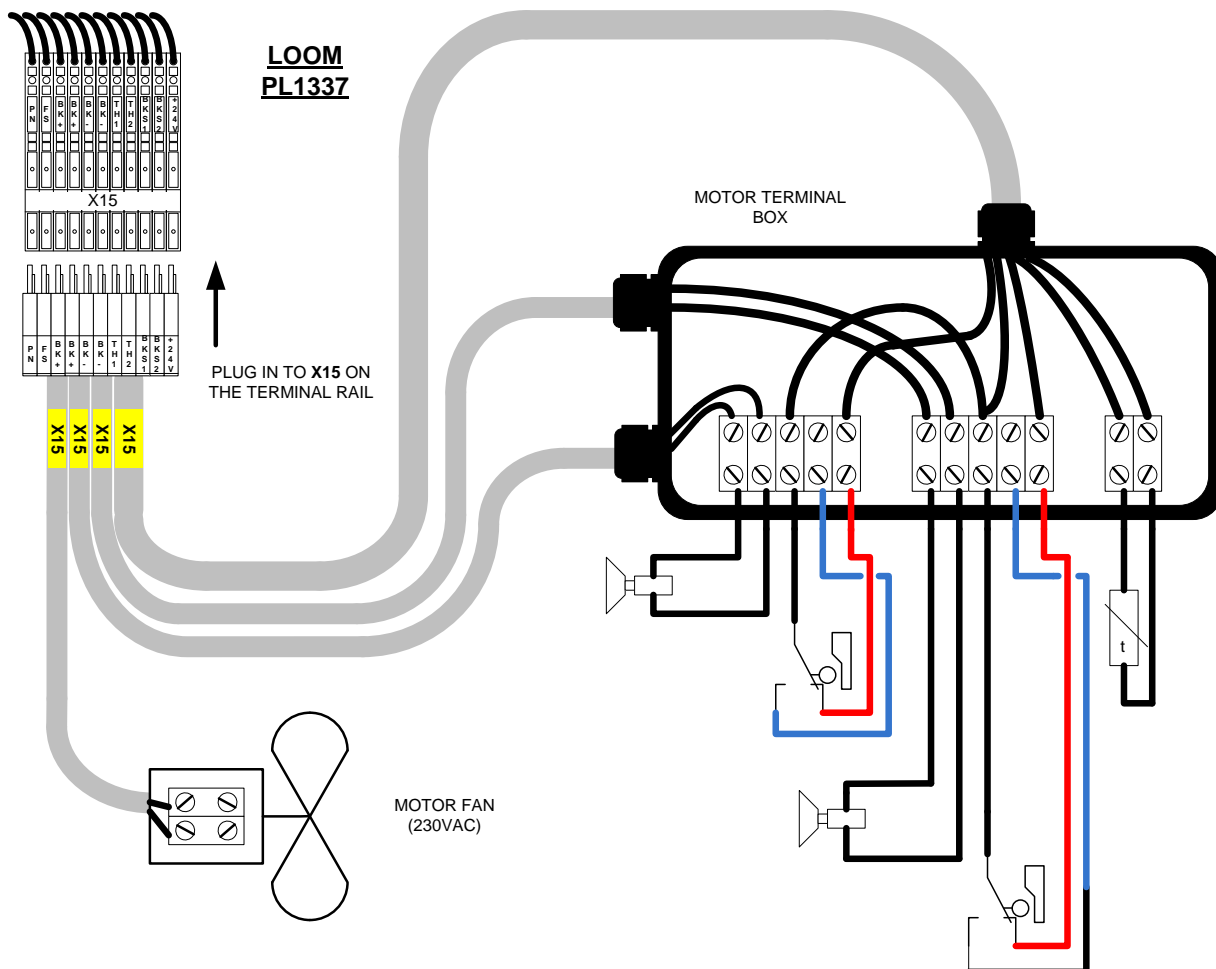 LOOM
PL1337
PN FS BK+ BK+ BK- BK- TH1 TH2 BKS1 BKS2 +24V
X15
MOTOR TERMINAL
BOX
PN FS BK+ BK+ BK- BK- TH1 TH2 BKS1 BKS2 +24V
PLUG IN TO X15 ON
THE TERMINAL RAIL
X15 X15 X15 X15
t
MOTOR FAN
(230VAC)